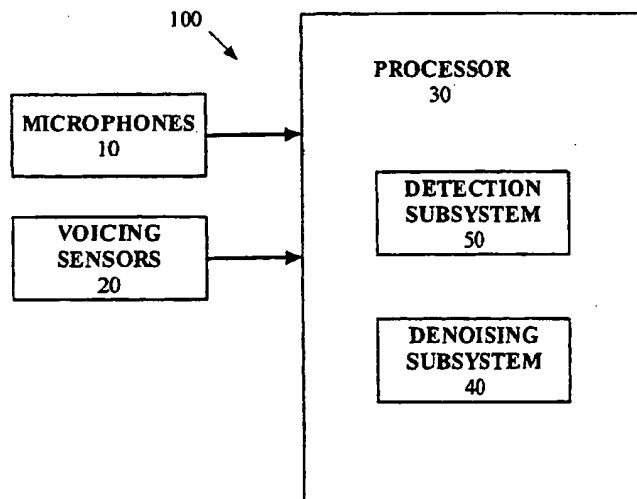 100
PROCESSOR
30
MICROPHONES
10
DETECTION
SUBSYSTEM
50
VOICING
SENSORS
20
DENOISING
SUBSYSTEM
40